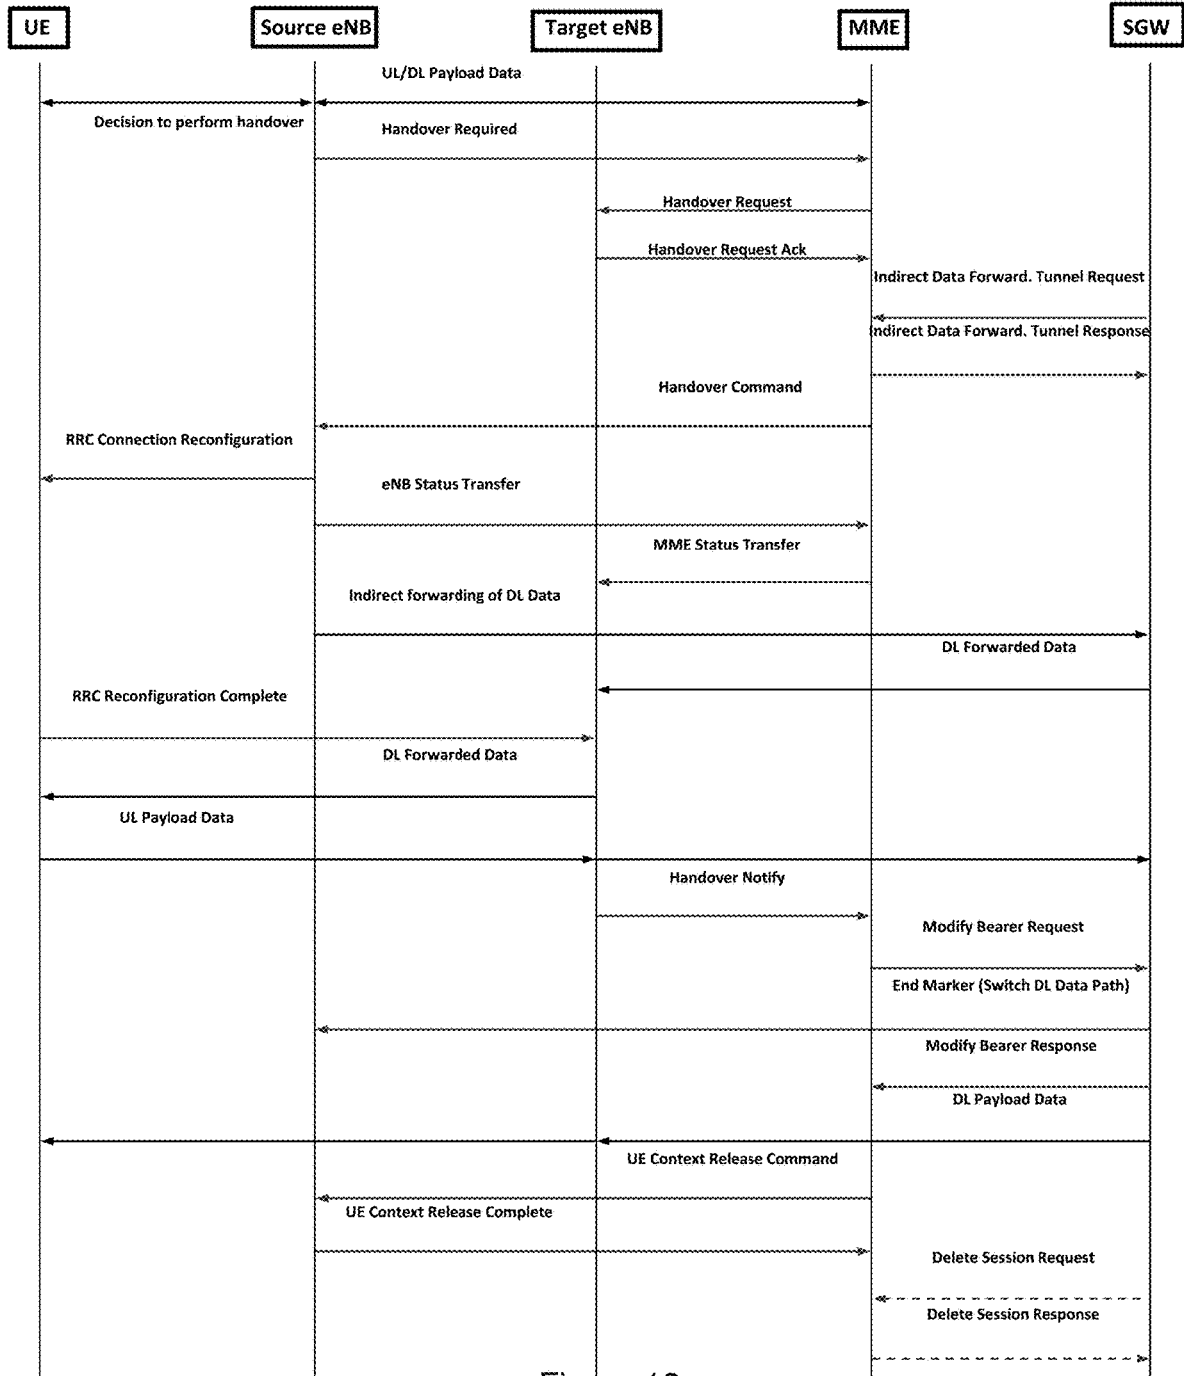 UE
Source eNB
Target eNB
MME
SGW
UL/DL Payload Data
Decision to perform handover
Handover Required
Handover Request
Handover Request Ack
Indirect Data Forward. Tunnel Request
Indirect Data Forward. Tunnel Response
Handover Command
RRC Connection Reconfiguration
eNB Status Transfer
MME Status Transfer
Indirect forwarding of DL Data
DL Forwarded Data
RRC Reconfiguration Complete
DL Forwarded Data
UL Payload Data
Handover Notify
Modify Bearer Request
End Marker (Switch DL Data Path)
Modify Bearer Response
DL Payload Data
UE Context Release Command
UE Context Release Complete
Delete Session Request
Delete Session Response